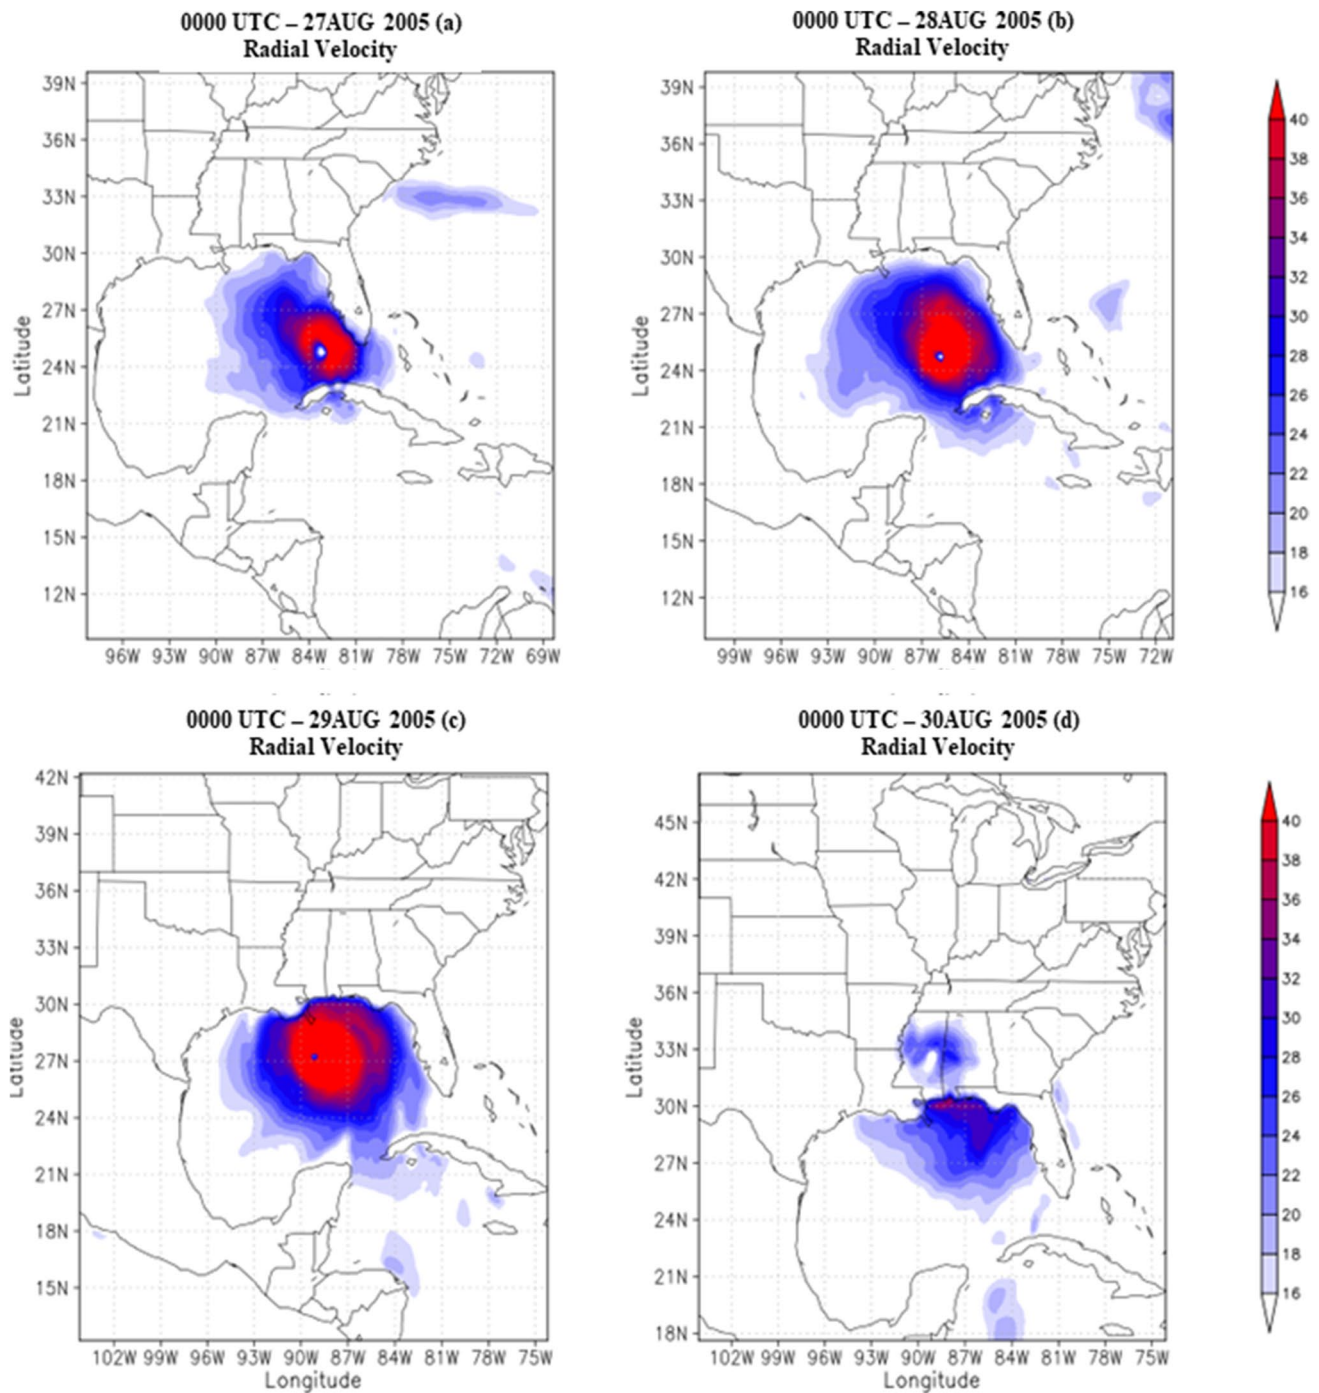 0000 UTC – 27AUG 2005 (a)
Radial Velocity
39N
36N
33N
30N
27N
24N
21N
18N
15N
12N
Latitude
96W 93W 90W 87W 84W 81W 78W 75W 72W 69W
0000 UTC – 28AUG 2005 (b)
Radial Velocity
39N
36N
33N
30N
27N
24N
21N
18N
15N
12N
Latitude
99W 96W 93W 90W 87W 84W 81W 78W 75W 72W
40
38
36
34
32
30
28
26
24
22
20
18
16
0000 UTC – 29AUG 2005 (c)
Radial Velocity
42N
39N
36N
33N
30N
27N
24N
21N
18N
15N
Latitude
102W 99W 96W 93W 90W 87W 84W 81W 78W 75W
Longitude
0000 UTC – 30AUG 2005 (d)
Radial Velocity
45N
42N
39N
36N
33N
30N
27N
24N
21N
18N
Latitude
102W 99W 96W 93W 90W 87W 84W 81W 78W 75W
Longitude
40
38
36
34
32
30
28
26
24
22
20
18
16